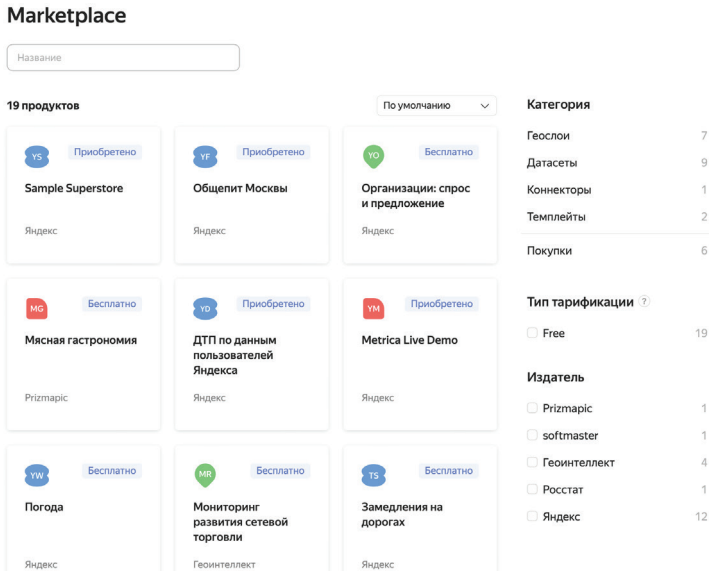 Marketplace
Название
19 продуктов
По умолчанию
YS
Приобретено
Sample Superstore
Яндекс
YF
Приобретено
Общепит Москвы
Яндекс
YO
Бесплатно
Организации: спрос
и предложение
Яндекс
MG
Бесплатно
Мясная гастрономия
Prizmapic
YD
Приобретено
ДТП по данным
пользователей
Яндекса
Яндекс
YM
Приобретено
Metrica Live Demo
Яндекс
YW
Бесплатно
Погода
Яндекс
MR
Бесплатно
Мониторинг
развития сетевой
торговли
Геоинтеллект
TS
Бесплатно
Замедления на
дорогах
Яндекс
Категория
Геослои 7
Датасеты 9
Коннекторы 1
Темплейты 2
Покупки 6
Тип тарификации ?
Free 19
Издатель
Prizmapic 1
softmaster 1
Геоинтеллект 4
Росстат 1
Яндекс 12